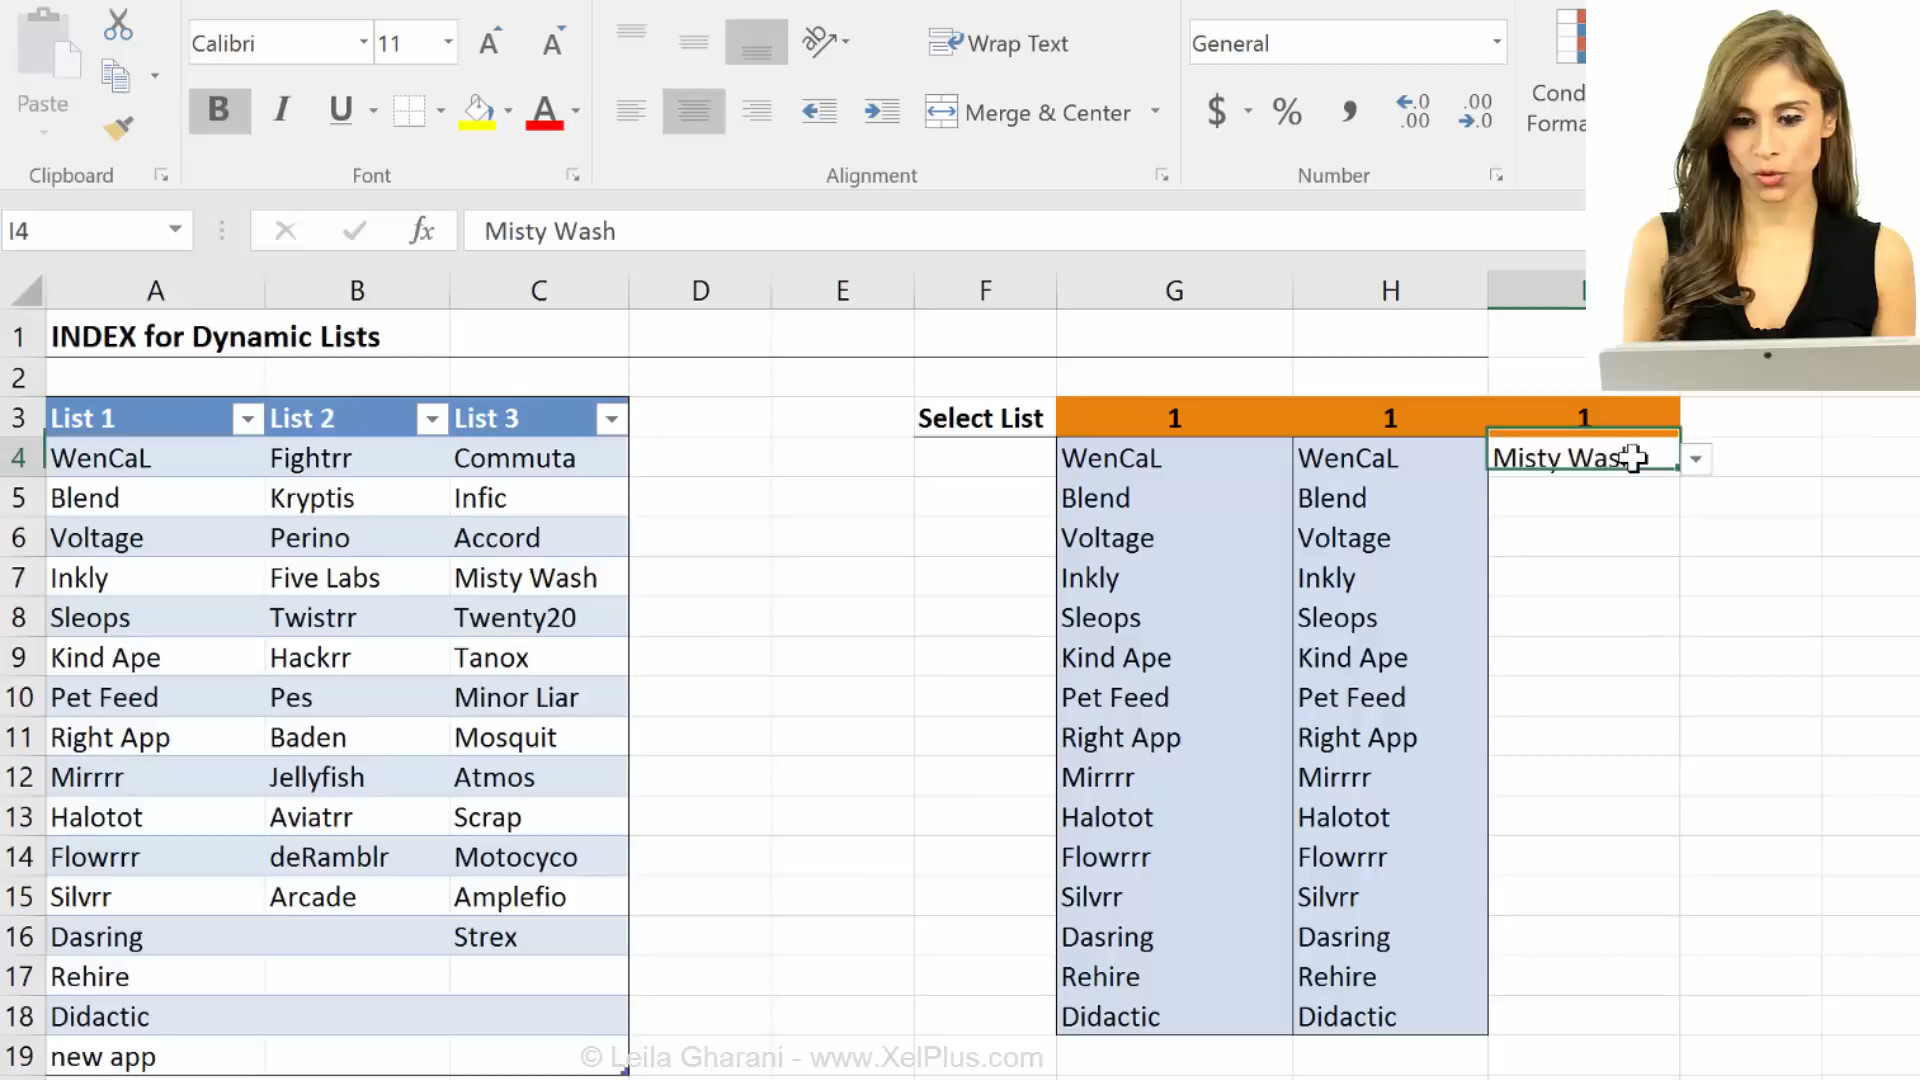 Calibri 11 Wrap Text General
Paste B I U A Merge & Center $ % , .0 .00 .00 .0 Cond
Forma
Clipboard Font Alignment Number
I4 fx Misty Wash
A B C D E F G H
1 INDEX for Dynamic Lists
2
3 List 1 List 2 List 3 Select List 1 1 1
4 WenCaL Fightrr Commuta WenCaL WenCaL Misty Was
5 Blend Kryptis Infic Blend Blend
6 Voltage Perino Accord Voltage Voltage
7 Inkly Five Labs Misty Wash Inkly Inkly
8 Sleops Twistrr Twenty20 Sleops Sleops
9 Kind Ape Hackrr Tanox Kind Ape Kind Ape
10 Pet Feed Pes Minor Liar Pet Feed Pet Feed
11 Right App Baden Mosquit Right App Right App
12 Mirrrr Jellyfish Atmos Mirrrr Mirrrr
13 Halotot Aviatrr Scrap Halotot Halotot
14 Flowrrr deRamblr Motocyco Flowrrr Flowrrr
15 Silvrr Arcade Amplefio Silvrr Silvrr
16 Dasring Strex Dasring Dasring
17 Rehire Rehire Rehire
18 Didactic Didactic Didactic
19 new app © Leila Gharani - www.XelPlus.com